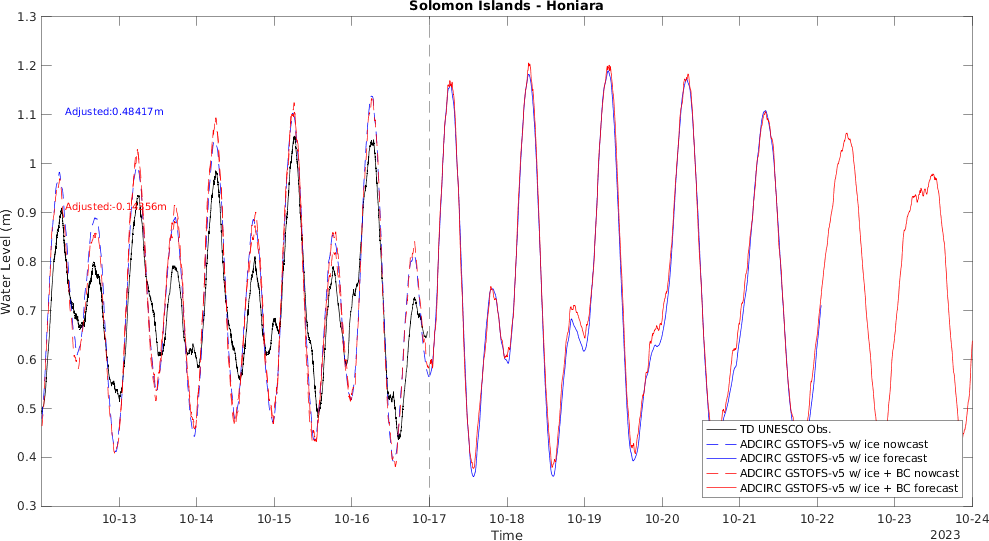 Solomon Islands - Honiara
1.3
1.2
1.1
1
0.9
0.8
0.7
0.6
0.5
0.4
0.3
Water Level (m)
Adjusted:0.48417m
Adjusted:-0.14356m
TD UNESCO Obs.
ADCIRC GSTOFS-v5 w/ ice nowcast
ADCIRC GSTOFS-v5 w/ ice forecast
ADCIRC GSTOFS-v5 w/ ice + BC nowcast
ADCIRC GSTOFS-v5 w/ ice + BC forecast
10-13 10-14 10-15 10-16 10-17 10-18 10-19 10-20 10-21 10-22 10-23 10-24
Time
2023